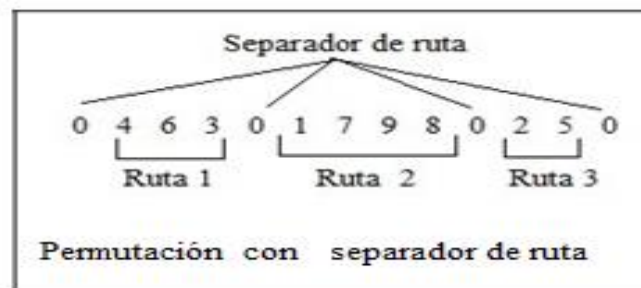 Separador de ruta
0 4 6 3 0 1 7 9 8 0 2 5 0
Ruta 1 Ruta 2 Ruta 3
Permutación con separador de ruta